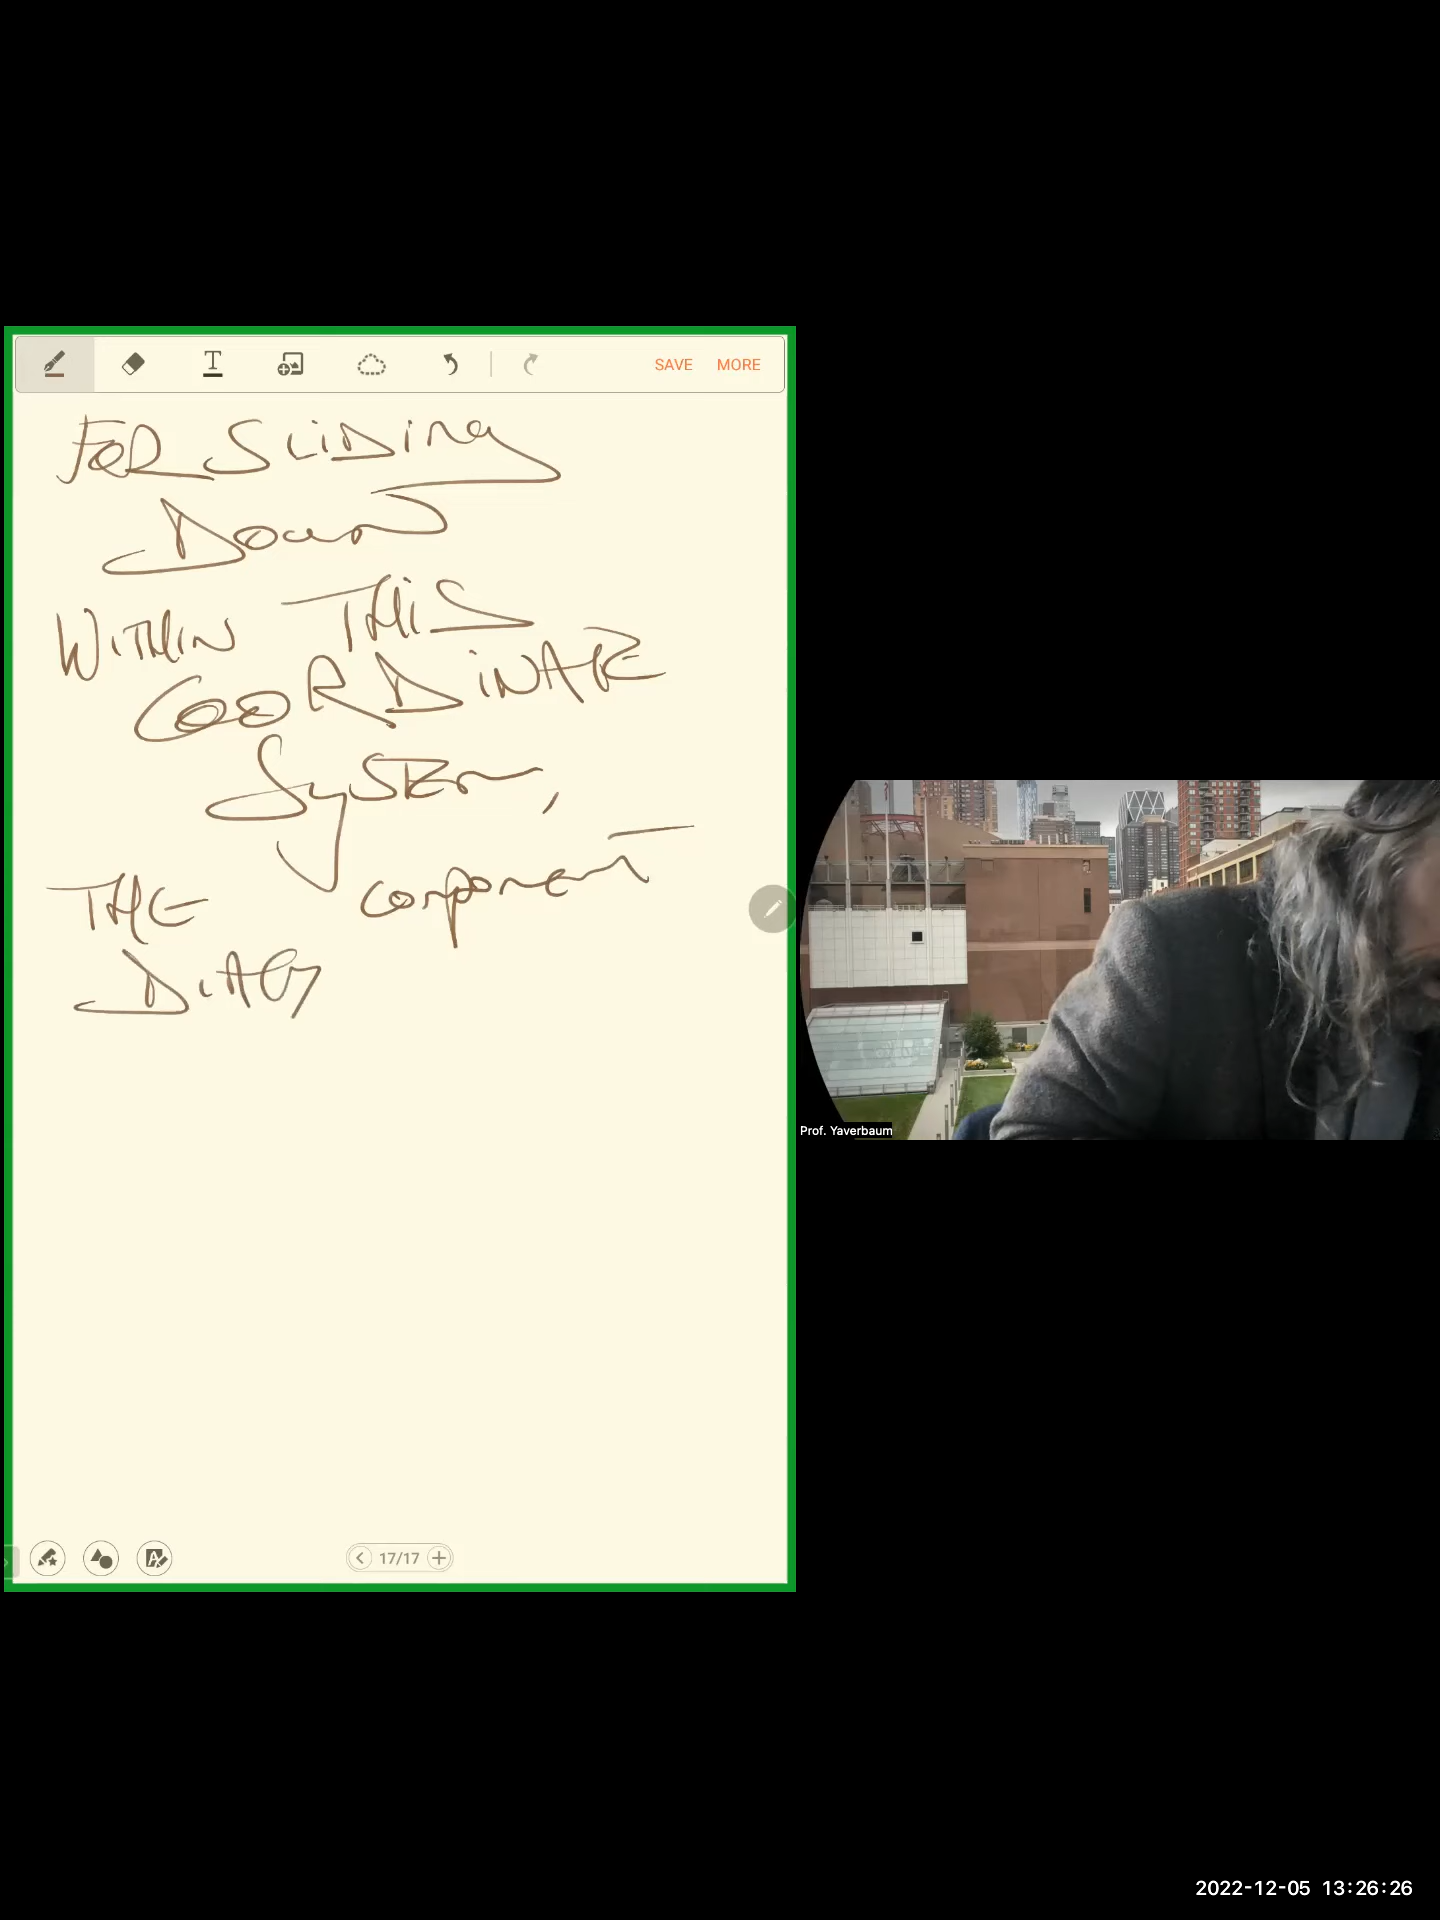 T
SAVE MORE
FOR SLiDiNg
DOWN
WiTHiN THiS
COORDiNATE
SySTEm,
THE component
DiAG
Prof. Yaverbaum
17/17
2022-12-05 13:26:26